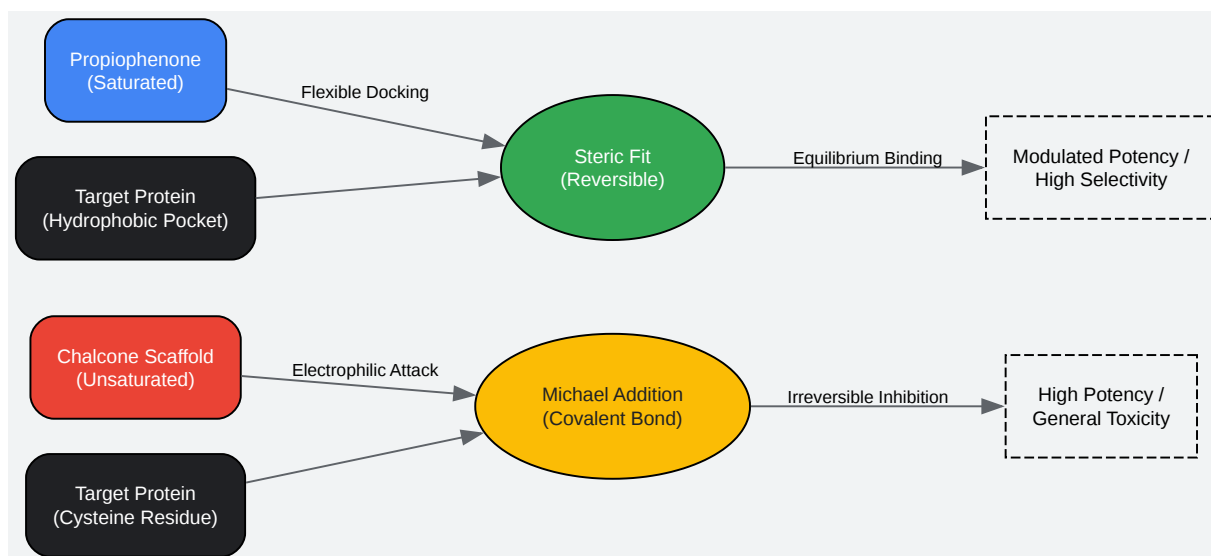 Propiophenone
(Saturated)
Flexible Docking
Target Protein
(Hydrophobic Pocket)
Steric Fit
(Reversible)
Equilibrium Binding
Modulated Potency /
High Selectivity
Chalcone Scaffold
(Unsaturated)
Electrophilic Attack
Target Protein
(Cysteine Residue)
Michael Addition
(Covalent Bond)
Irreversible Inhibition
High Potency /
General Toxicity